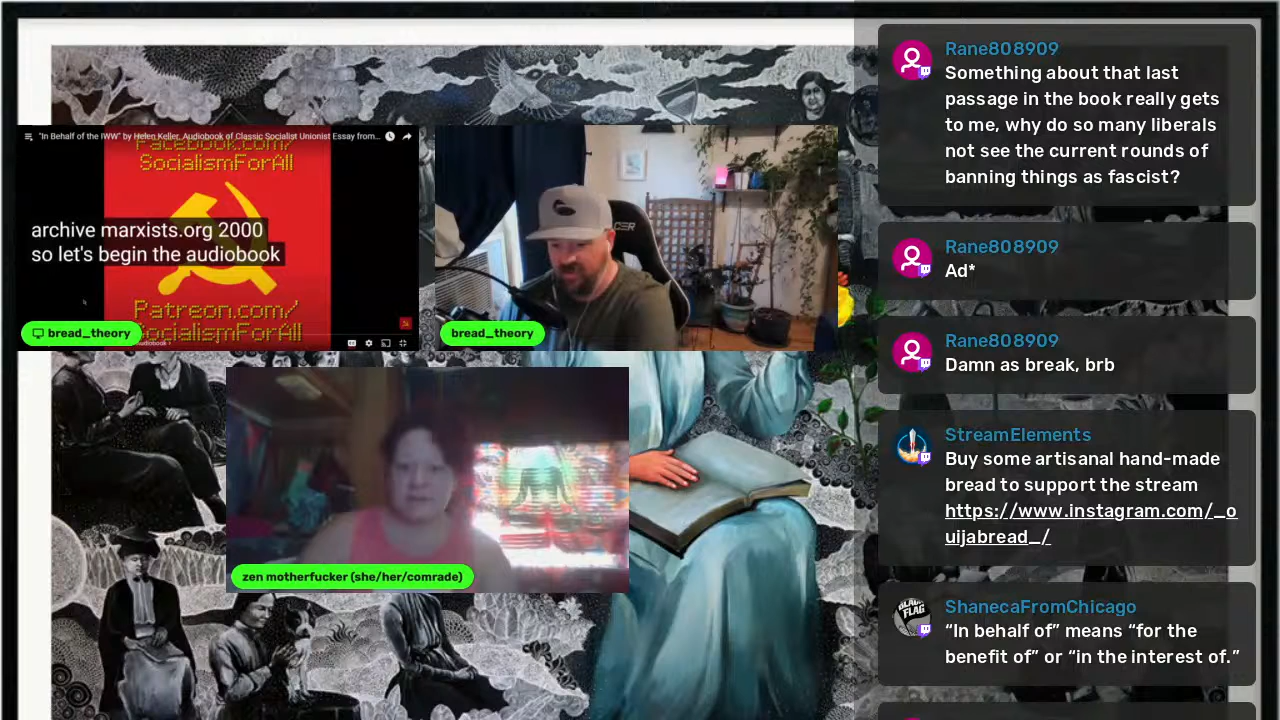 "In Behalf of the IWW" by Helen Keller. Audiobook of Classic Socialist Unionist Essay from...
Facebook.com/
SocialismForAll
archive marxists.org 2000
so let's begin the audiobook
Patreon.com/
SocialismForAll
bread_theory
CER
bread_theory
zen motherfucker (she/her/comrade)
Rane808909
Something about that last
passage in the book really gets
to me, why do so many liberals
not see the current rounds of
banning things as fascist?
Rane808909
Ad*
Rane808909
Damn as break, brb
StreamElements
Buy some artisanal hand-made
bread to support the stream
https://www.instagram.com/_o
uijabread_/
BLACK
FLAG
ShanecaFromChicago
“In behalf of” means “for the
benefit of” or “in the interest of.”